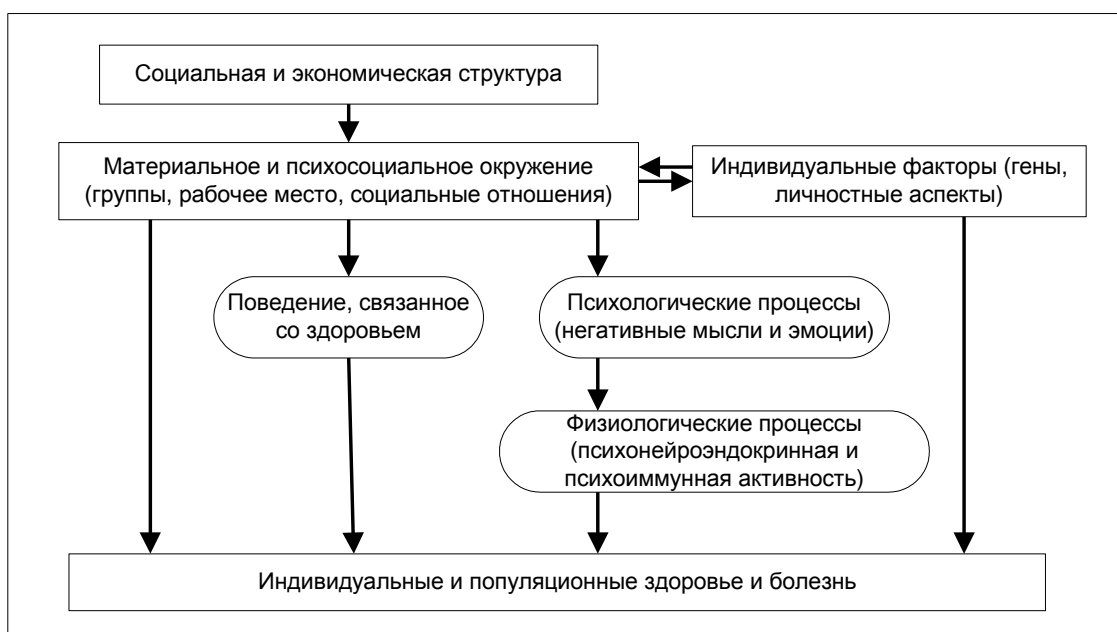 Социальная и экономическая структура
Материальное и психосоциальное окружение
(группы, рабочее место, социальные отношения)
Индивидуальные факторы (гены,
личностные аспекты)
Поведение, связанное
со здоровьем
Психологические процессы
(негативные мысли и эмоции)
Физиологические процессы
(психонейроэндокринная и
психоиммунная активность)
Индивидуальные и популяционные здоровье и болезнь